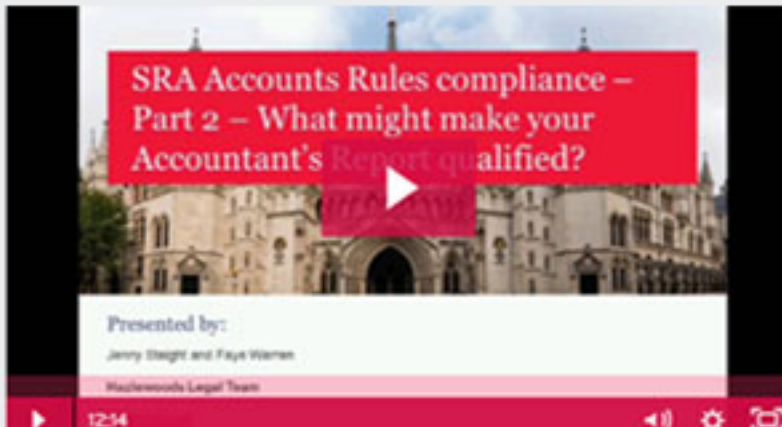 SRA Accounts Rules compliance –
Part 2 – What might make your
Accountant's Report qualified?
Presented by:
Jenny Staight and Faye Warren
Hazlewoods Legal Team
12:14